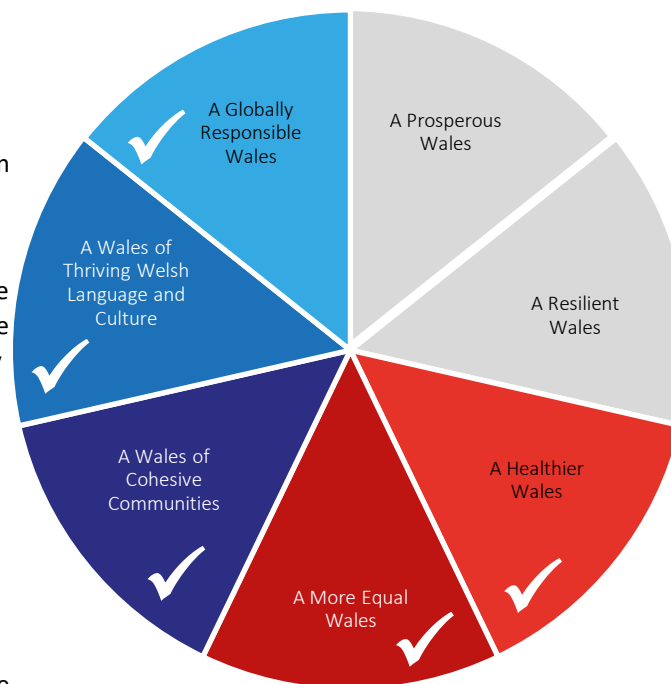 A Globally
Responsible
Wales
A Prosperous
Wales
A Wales of
Thriving Welsh
Language and
Culture
A Resilient
Wales
A Wales of
Cohesive
Communities
A Healthier
Wales
A More Equal
Wales